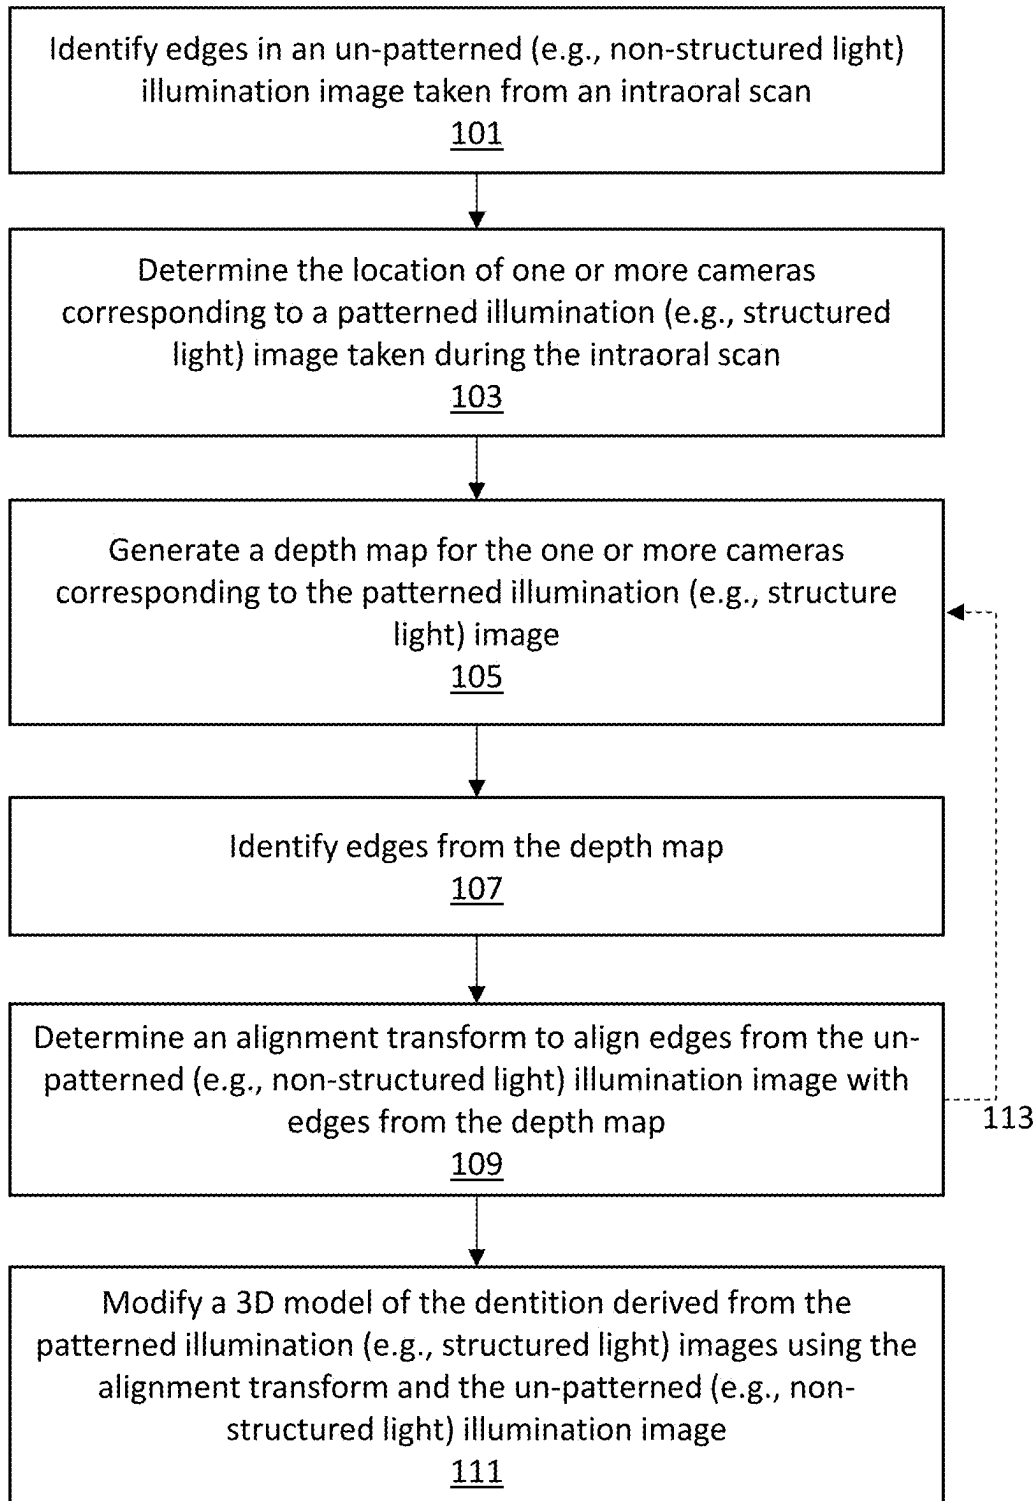 Identify edges in an un-patterned (e.g., non-structured light)
illumination image taken from an intraoral scan
101
Determine the location of one or more cameras
corresponding to a patterned illumination (e.g., structured
light) image taken during the intraoral scan
103
Generate a depth map for the one or more cameras
corresponding to the patterned illumination (e.g., structure
light) image
105
Identify edges from the depth map
107
Determine an alignment transform to align edges from the un-
patterned (e.g., non-structured light) illumination image with
edges from the depth map
109
113
Modify a 3D model of the dentition derived from the
patterned illumination (e.g., structured light) images using the
alignment transform and the un-patterned (e.g., non-
structured light) illumination image
111